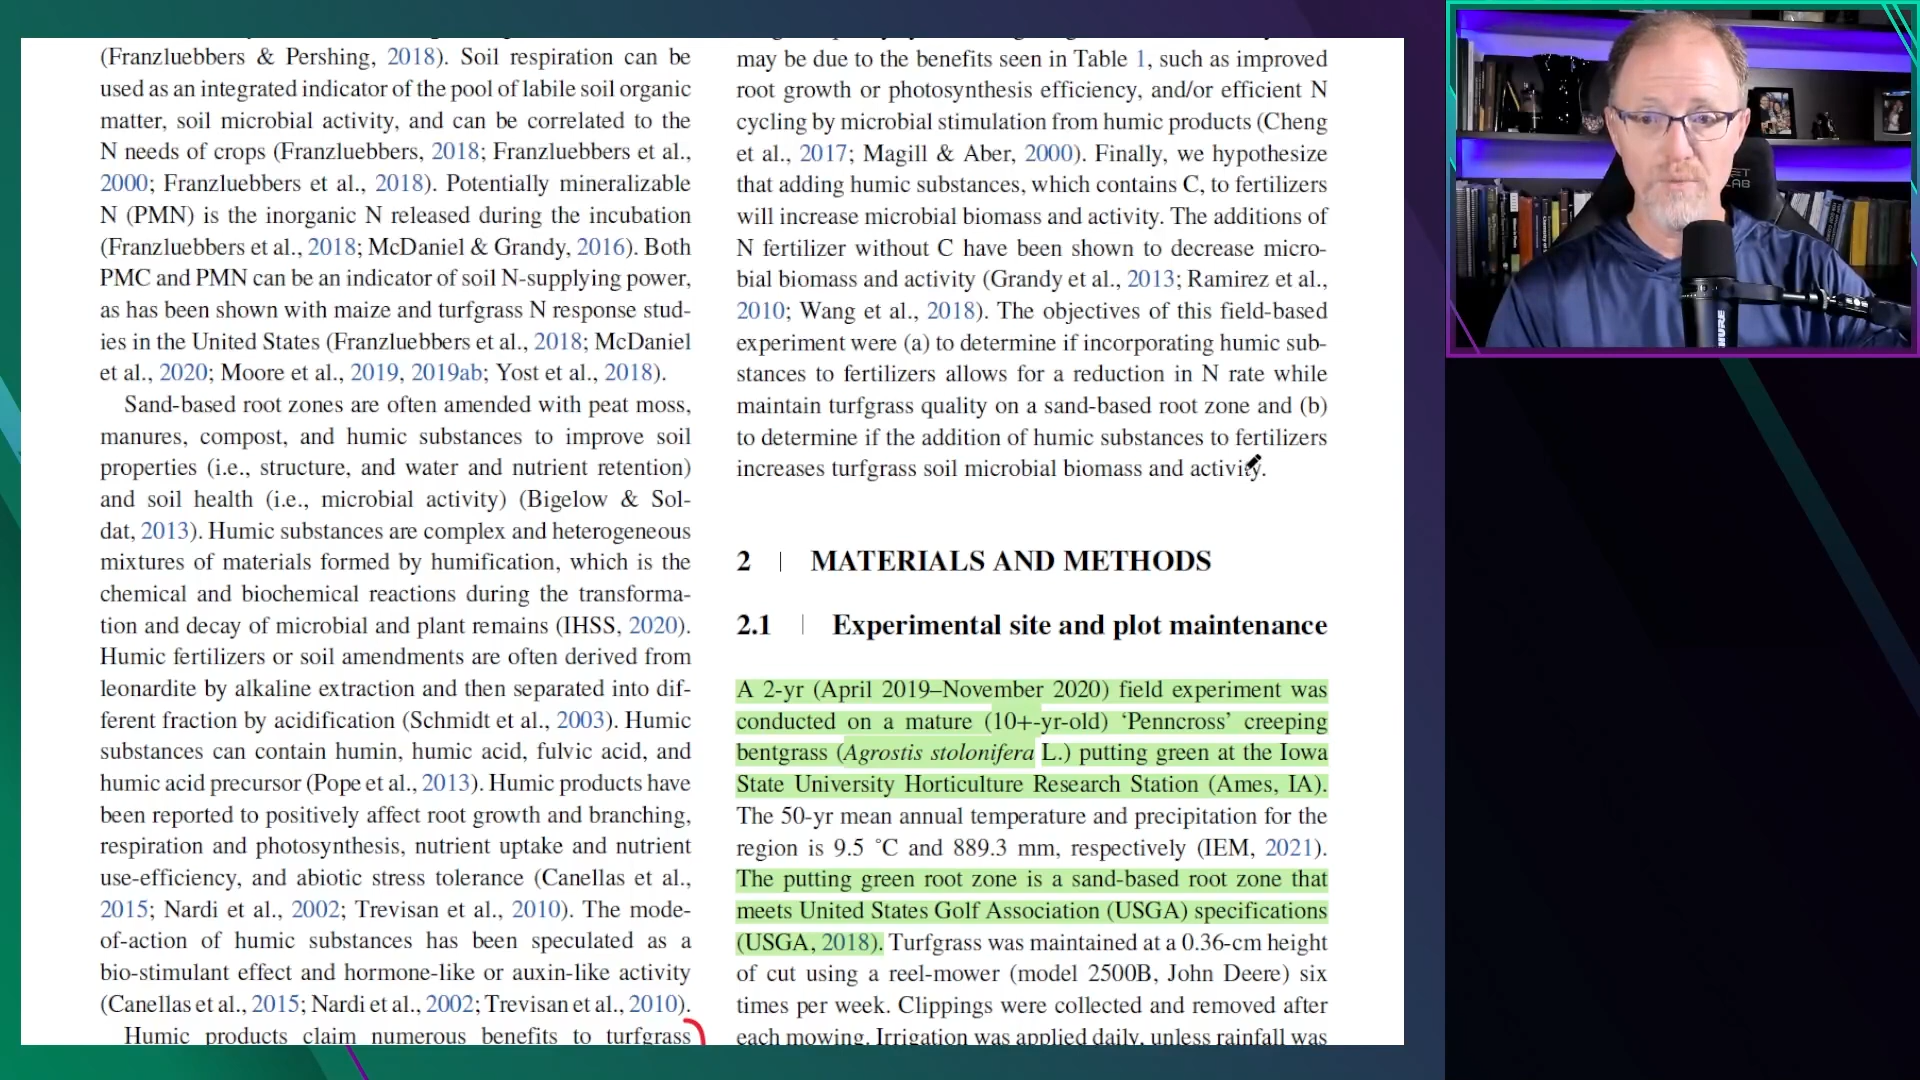 (Franzluebbers & Pershing, 2018). Soil respiration can be
used as an integrated indicator of the pool of labile soil organic
matter, soil microbial activity, and can be correlated to the
N needs of crops (Franzluebbers, 2018; Franzluebbers et al.,
2000; Franzluebbers et al., 2018). Potentially mineralizable
N (PMN) is the inorganic N released during the incubation
(Franzluebbers et al., 2018; McDaniel & Grandy, 2016). Both
PMC and PMN can be an indicator of soil N-supplying power,
as has been shown with maize and turfgrass N response stud-
ies in the United States (Franzluebbers et al., 2018; McDaniel
et al., 2020; Moore et al., 2019, 2019ab; Yost et al., 2018).
Sand-based root zones are often amended with peat moss,
manures, compost, and humic substances to improve soil
properties (i.e., structure, and water and nutrient retention)
and soil health (i.e., microbial activity) (Bigelow & Sol-
dat, 2013). Humic substances are complex and heterogeneous
mixtures of materials formed by humification, which is the
chemical and biochemical reactions during the transforma-
tion and decay of microbial and plant remains (IHSS, 2020).
Humic fertilizers or soil amendments are often derived from
leonardite by alkaline extraction and then separated into dif-
ferent fraction by acidification (Schmidt et al., 2003). Humic
substances can contain humin, humic acid, fulvic acid, and
humic acid precursor (Pope et al., 2013). Humic products have
been reported to positively affect root growth and branching,
respiration and photosynthesis, nutrient uptake and nutrient
use-efficiency, and abiotic stress tolerance (Canellas et al.,
2015; Nardi et al., 2002; Trevisan et al., 2010). The mode-
of-action of humic substances has been speculated as a
bio-stimulant effect and hormone-like or auxin-like activity
(Canellas et al., 2015; Nardi et al., 2002; Trevisan et al., 2010).
Humic products claim numerous benefits to turfgrass
may be due to the benefits seen in Table 1, such as improved
root growth or photosynthesis efficiency, and/or efficient N
cycling by microbial stimulation from humic products (Cheng
et al., 2017; Magill & Aber, 2000). Finally, we hypothesize
that adding humic substances, which contains C, to fertilizers
will increase microbial biomass and activity. The additions of
N fertilizer without C have been shown to decrease micro-
bial biomass and activity (Grandy et al., 2013; Ramirez et al.,
2010; Wang et al., 2018). The objectives of this field-based
experiment were (a) to determine if incorporating humic sub-
stances to fertilizers allows for a reduction in N rate while
maintain turfgrass quality on a sand-based root zone and (b)
to determine if the addition of humic substances to fertilizers
increases turfgrass soil microbial biomass and activity.
2 | MATERIALS AND METHODS
2.1 | Experimental site and plot maintenance
A 2-yr (April 2019–November 2020) field experiment was
conducted on a mature (10+-yr-old) ‘Penncross’ creeping
bentgrass (Agrostis stolonifera L.) putting green at the Iowa
State University Horticulture Research Station (Ames, IA).
The 50-yr mean annual temperature and precipitation for the
region is 9.5 °C and 889.3 mm, respectively (IEM, 2021).
The putting green root zone is a sand-based root zone that
meets United States Golf Association (USGA) specifications
(USGA, 2018). Turfgrass was maintained at a 0.36-cm height
of cut using a reel-mower (model 2500B, John Deere) six
times per week. Clippings were collected and removed after
each mowing. Irrigation was applied daily, unless rainfall was
LAB
SHURE